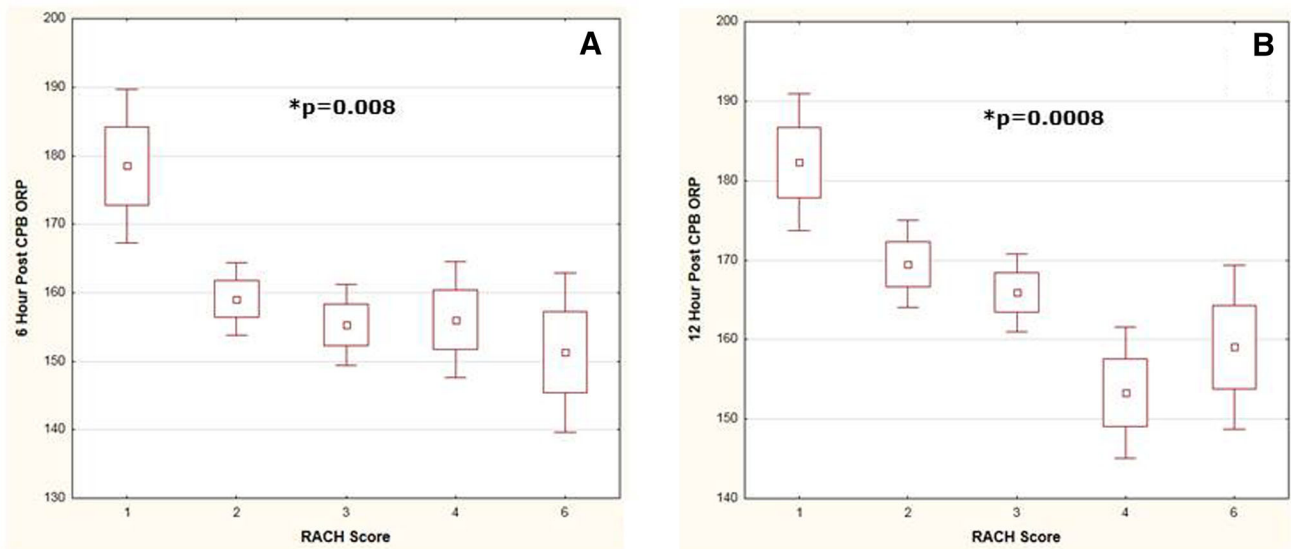 A
*p=0.008
6 Hour Post CPB ORP
200
190
180
170
160
150
140
130
1 2 3 4 6
RACH Score
B
*p=0.0008
12 Hour Post CPB ORP
200
190
180
170
160
150
140
1 2 3 4 6
RACH Score